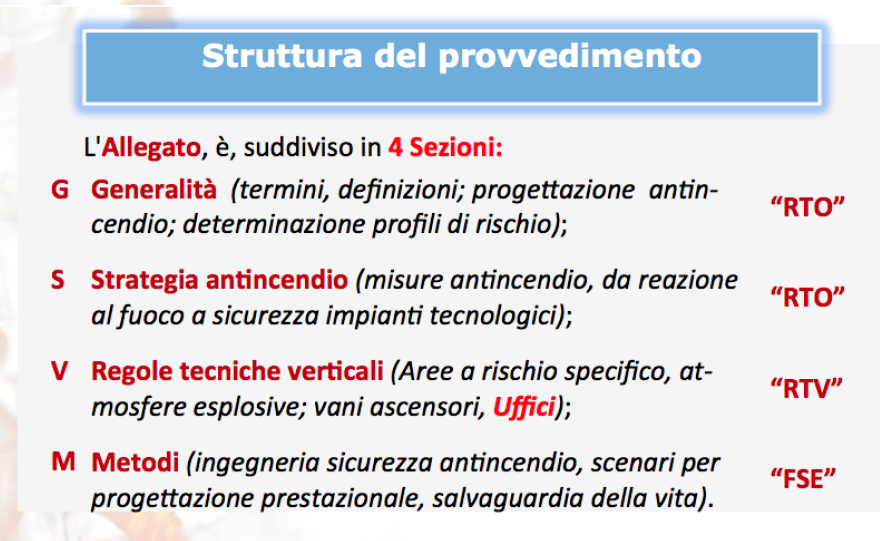 Struttura del provvedimento
L'Allegato, è, suddiviso in 4 Sezioni:
G Generalità (termini, definizioni; progettazione antin-
cendio; determinazione profili di rischio);
“RTO”
S Strategia antincendio (misure antincendio, da reazione
al fuoco a sicurezza impianti tecnologici);
“RTO”
V Regole tecniche verticali (Aree a rischio specifico, at-
mosfere esplosive; vani ascensori, Uffici);
“RTV”
M Metodi (ingegneria sicurezza antincendio, scenari per
progettazione prestazionale, salvaguardia della vita).
“FSE”